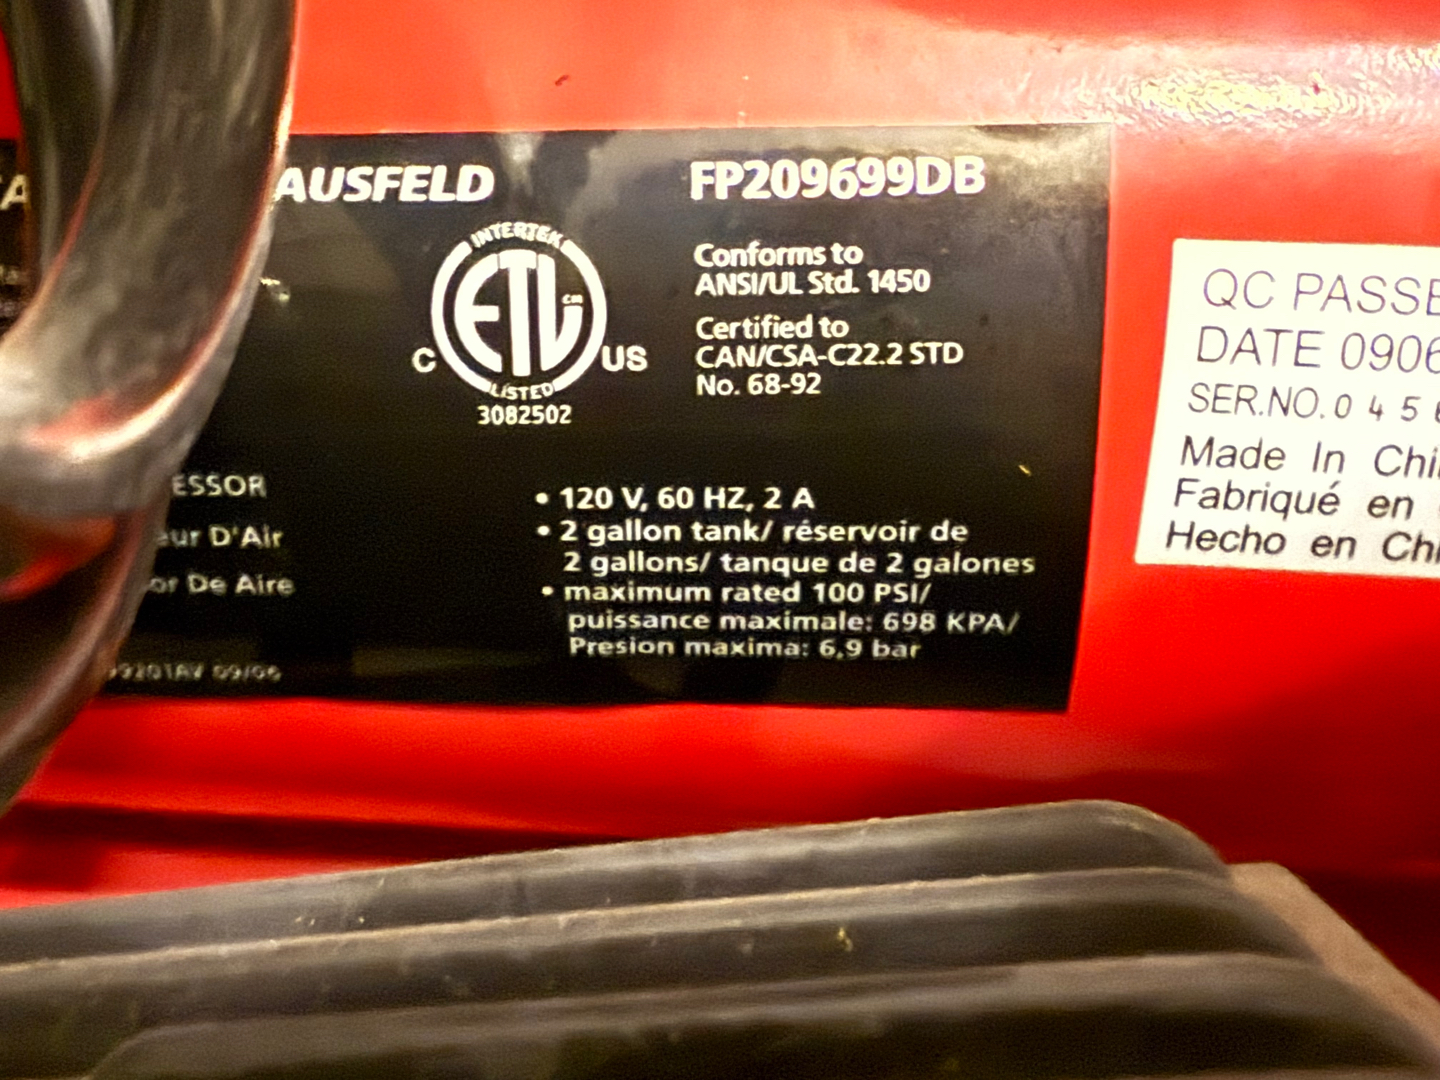 AUSFELD
FP209699DB
INTERTEK
ETL CM
C US
LISTED
3082502
Conforms to
ANSI/UL Std. 1450
Certified to
CAN/CSA-C22.2 STD
No. 68-92
ESSOR
eur D'Air
or De Aire
09/06
• 120 V, 60 HZ, 2 A
• 2 gallon tank/ réservoir de
2 gallons/ tanque de 2 galones
• maximum rated 100 PSI/
puissance maximale: 698 KPA/
Presion maxima: 6,9 bar
QC PASSE
DATE 0906
SER.NO. 0 4 5
Made In Chi
Fabriqué en
Hecho en Chi